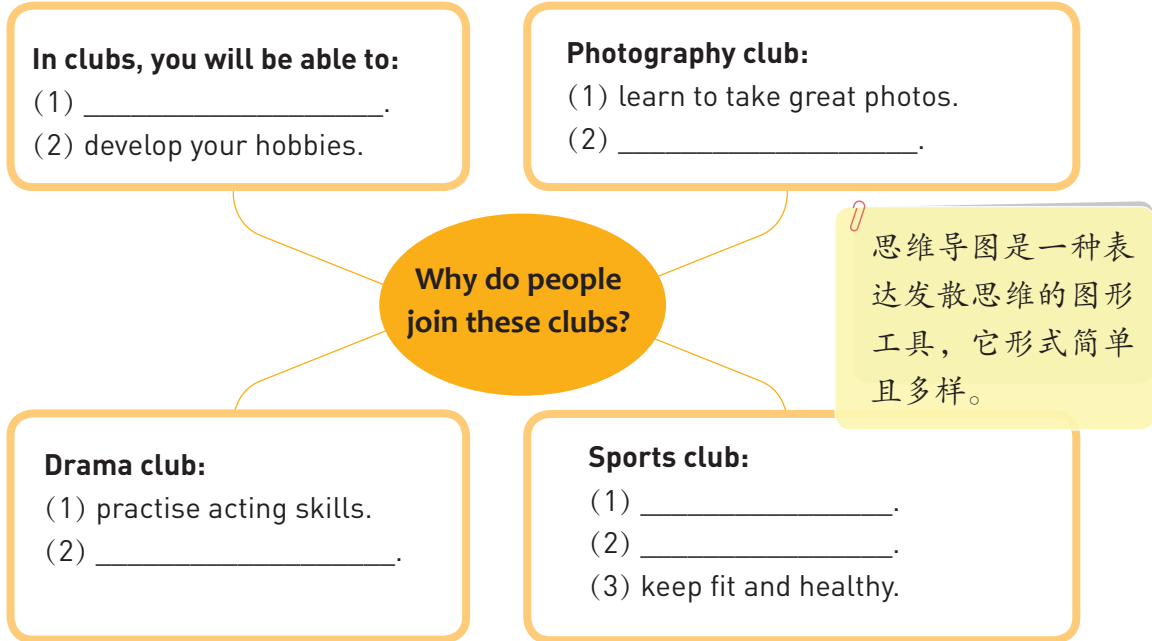 In clubs, you will be able to:
(1) ___________________.
(2) develop your hobbies.
Photography club:
(1) learn to take great photos.
(2) ___________________.
Why do people
join these clubs?
思维导图是一种表
达发散思维的图形
工具，它形式简单
且多样。
Drama club:
(1) practise acting skills.
(2) ___________________.
Sports club:
(1) ________________.
(2) ________________.
(3) keep fit and healthy.